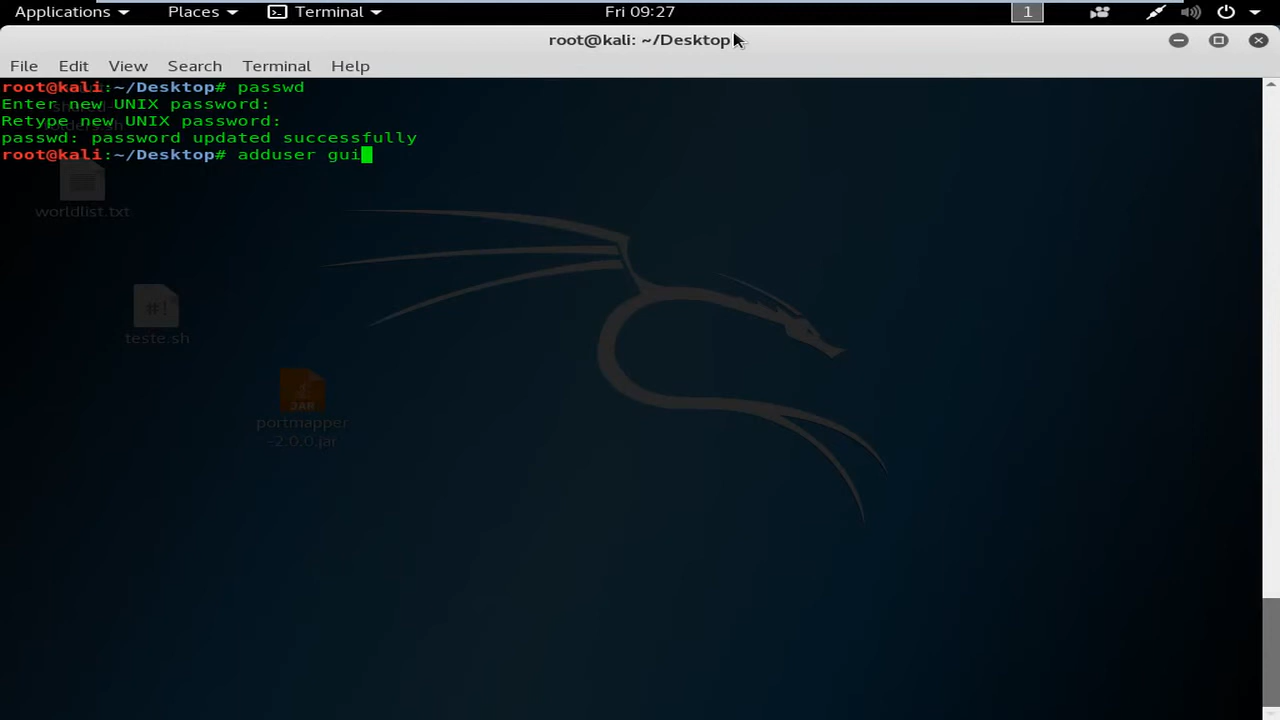 Applications Places Terminal Fri 09:27 1
root@kali: ~/Desktop
File Edit View Search Terminal Help
root@kali:~/Desktop# passwd
Enter new UNIX password:
Retype new UNIX password:
passwd: password updated successfully
root@kali:~/Desktop# adduser gui
worldlist.txt
#!
teste.sh
JAR
portmapper
-2.0.0.jar